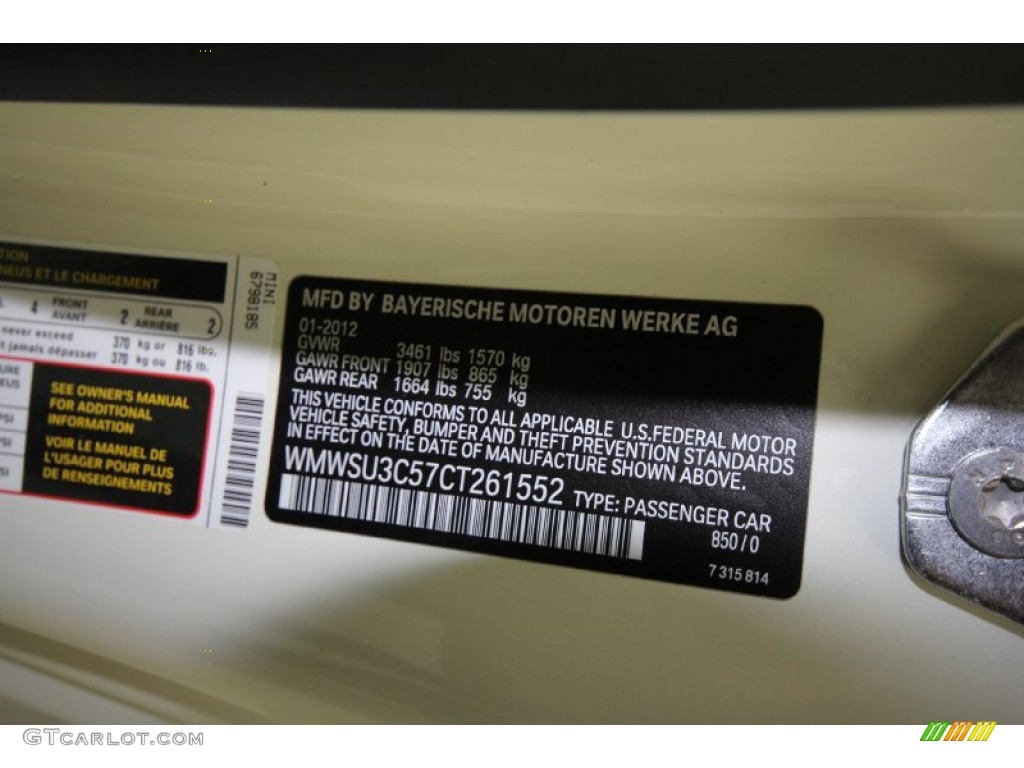 TION
NEUS ET LE CHARGEMENT
4 FRONT AVANT 2 REAR ARRIÈRE 2
never exceed 370 kg or 816 lbs.
jamais dépasser 370 kg ou 816 lb.
SEE OWNER'S MANUAL
FOR ADDITIONAL
INFORMATION
VOIR LE MANUEL DE
L'USAGER POUR PLUS
DE RENSEIGNEMENTS
MINI
6798185
MFD BY BAYERISCHE MOTOREN WERKE AG
01-2012
GVWR 3461 lbs 1570 kg
GAWR FRONT 1907 lbs 865 kg
GAWR REAR 1664 lbs 755 kg
THIS VEHICLE CONFORMS TO ALL APPLICABLE U.S.FEDERAL MOTOR
VEHICLE SAFETY, BUMPER AND THEFT PREVENTION STANDARDS
IN EFFECT ON THE DATE OF MANUFACTURE SHOWN ABOVE.
WMWSU3C57CT261552 TYPE: PASSENGER CAR
850/0
7 315 814
GTCARLOT.COM